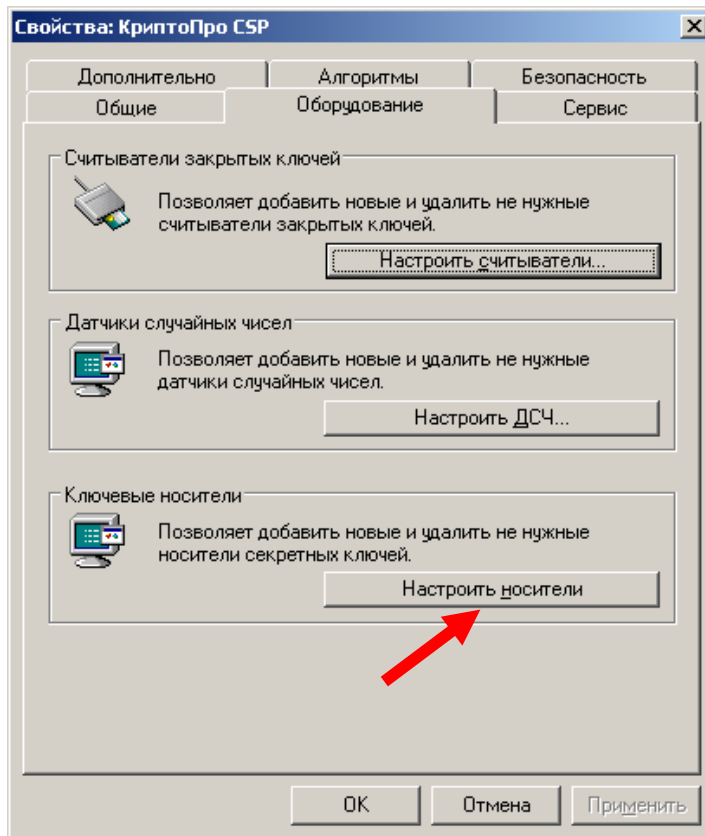 Свойства: КриптоПро CSP
Дополнительно Алгоритмы Безопасность
Общие Оборудование Сервис
Считыватели закрытых ключей
Позволяет добавить новые и удалить не нужные
считыватели закрытых ключей.
Настроить считыватели...
Датчики случайных чисел
Позволяет добавить новые и удалить не нужные
датчики случайных чисел.
Настроить ДСЧ...
Ключевые носители
Позволяет добавить новые и удалить не нужные
носители секретных ключей.
Настроить носители
ОК Отмена Применить